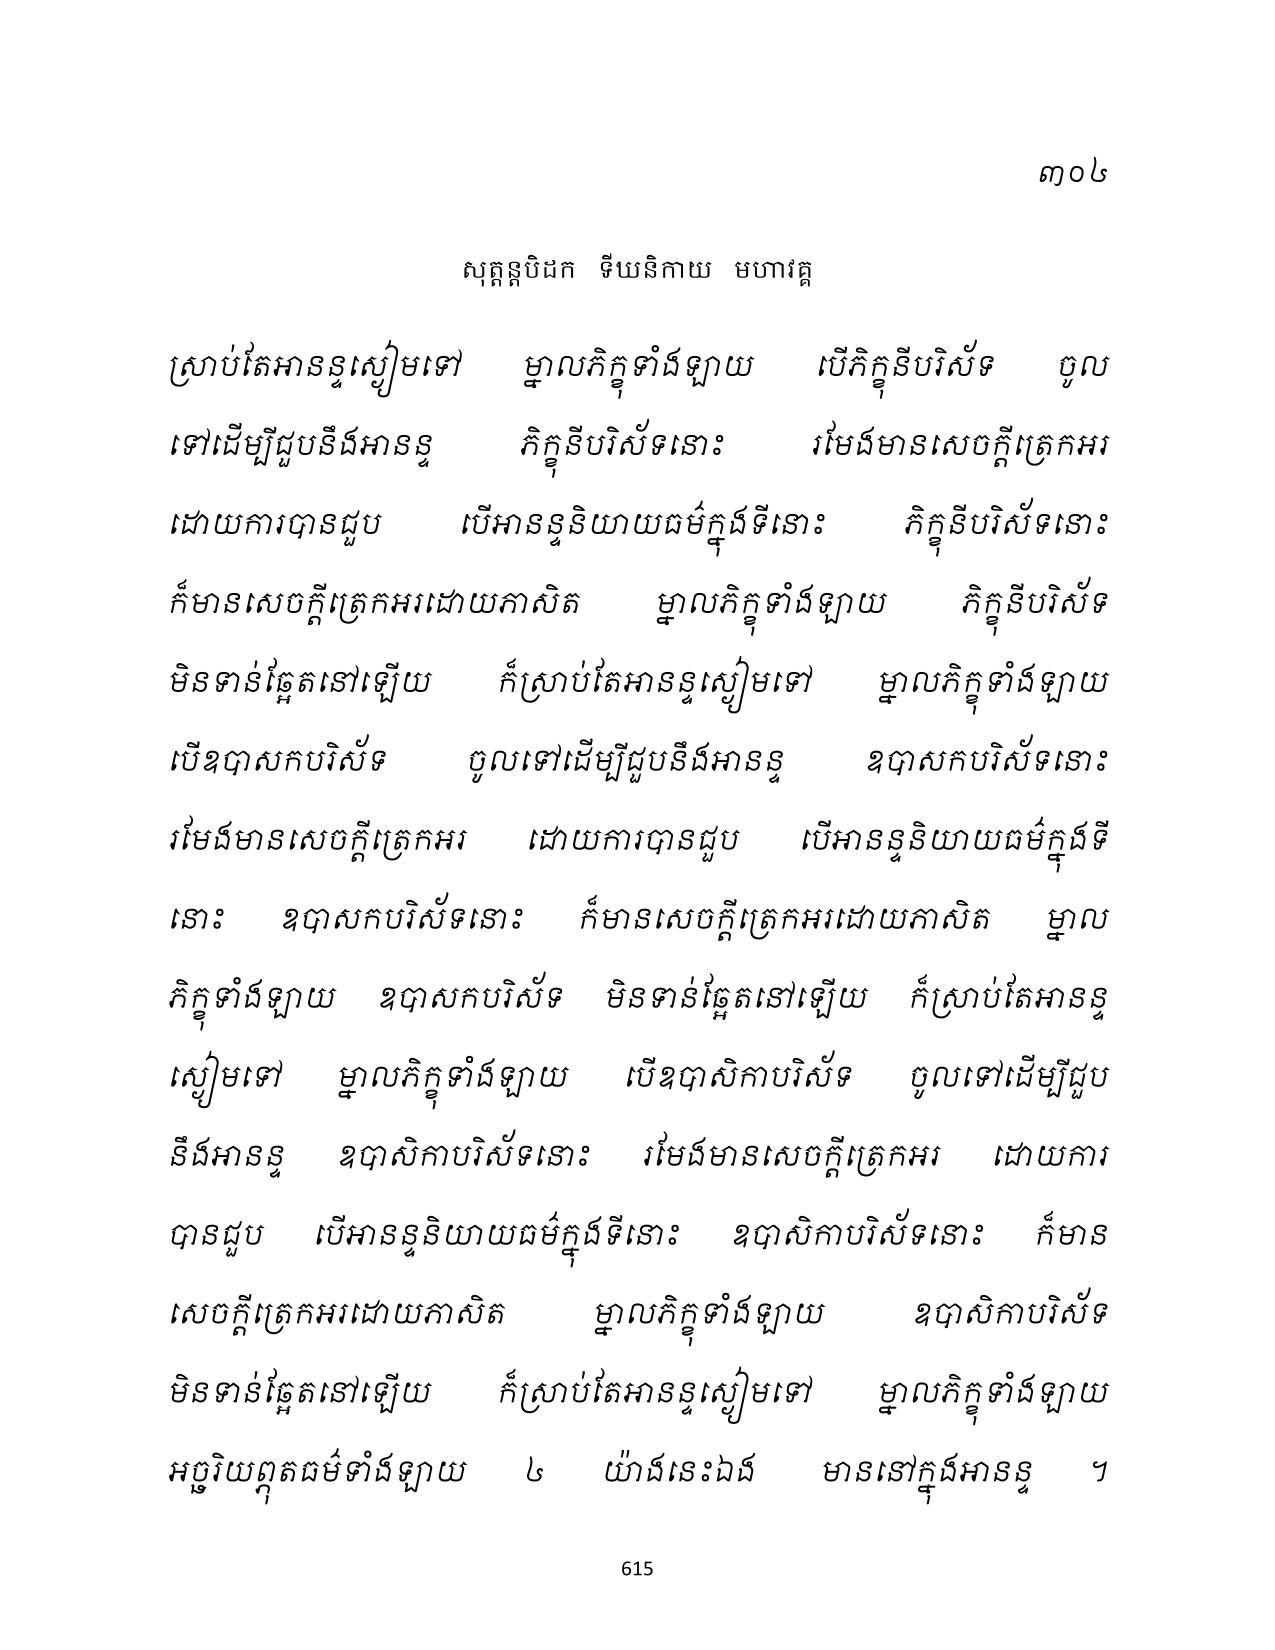 ៣០៤
សុត្តន្តបិដក ទីឃនិកាយ មហាវគ្គ
ស្រាប់តែអានន្ទស្ងៀមទៅ ម្នាលភិក្ខុទាំងឡាយ បើភិក្ខុនីបរិស័ទ ចូល
ទៅដើម្បីជួបនឹងអានន្ទ ភិក្ខុនីបរិស័ទនោះ រមែងមានសេចក្តីត្រេកអរ
ដោយការបានជួប បើអានន្ទនិយាយធម៌ក្នុងទីនោះ ភិក្ខុនីបរិស័ទនោះ
ក៏មានសេចក្តីត្រេកអរដោយភាសិត ម្នាលភិក្ខុទាំងឡាយ ភិក្ខុនីបរិស័ទ
មិនទាន់ឆ្អែតនៅឡើយ ក៏ស្រាប់តែអានន្ទស្ងៀមទៅ ម្នាលភិក្ខុទាំងឡាយ
បើឧបាសកបរិស័ទ ចូលទៅដើម្បីជួបនឹងអានន្ទ ឧបាសកបរិស័ទនោះ
រមែងមានសេចក្តីត្រេកអរ ដោយការបានជួប បើអានន្ទនិយាយធម៌ក្នុងទី
នោះ ឧបាសកបរិស័ទនោះ ក៏មានសេចក្តីត្រេកអរដោយភាសិត ម្នាល
ភិក្ខុទាំងឡាយ ឧបាសកបរិស័ទ មិនទាន់ឆ្អែតនៅឡើយ ក៏ស្រាប់តែអានន្ទ
ស្ងៀមទៅ ម្នាលភិក្ខុទាំងឡាយ បើឧបាសិកាបរិស័ទ ចូលទៅដើម្បីជួប
នឹងអានន្ទ ឧបាសិកាបរិស័ទនោះ រមែងមានសេចក្តីត្រេកអរ ដោយការ
បានជួប បើអានន្ទនិយាយធម៌ក្នុងទីនោះ ឧបាសិកាបរិស័ទនោះ ក៏មាន
សេចក្តីត្រេកអរដោយភាសិត ម្នាលភិក្ខុទាំងឡាយ ឧបាសិកាបរិស័ទ
មិនទាន់ឆ្អែតនៅឡើយ ក៏ស្រាប់តែអានន្ទស្ងៀមទៅ ម្នាលភិក្ខុទាំងឡាយ
អច្ឆរិយព្ភុតធម៌ទាំងឡាយ ៤ យ៉ាងនេះឯង មាននៅក្នុងអានន្ទ ។
615